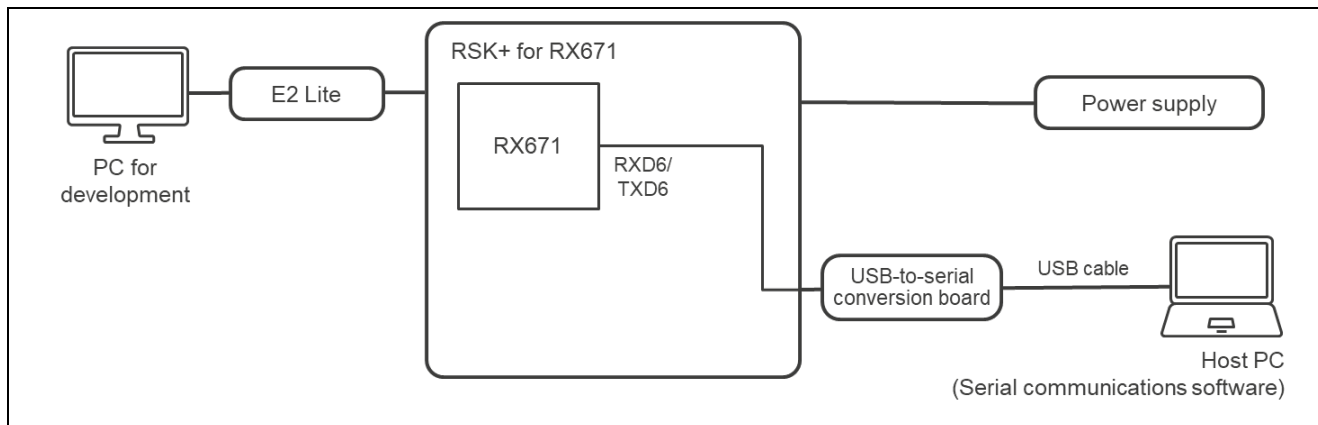 RSK+ for RX671
E2 Lite
Power supply
RX671
PC for
development
RXD6/
TXD6
USB-to-serial
conversion board
USB cable
Host PC
(Serial communications software)